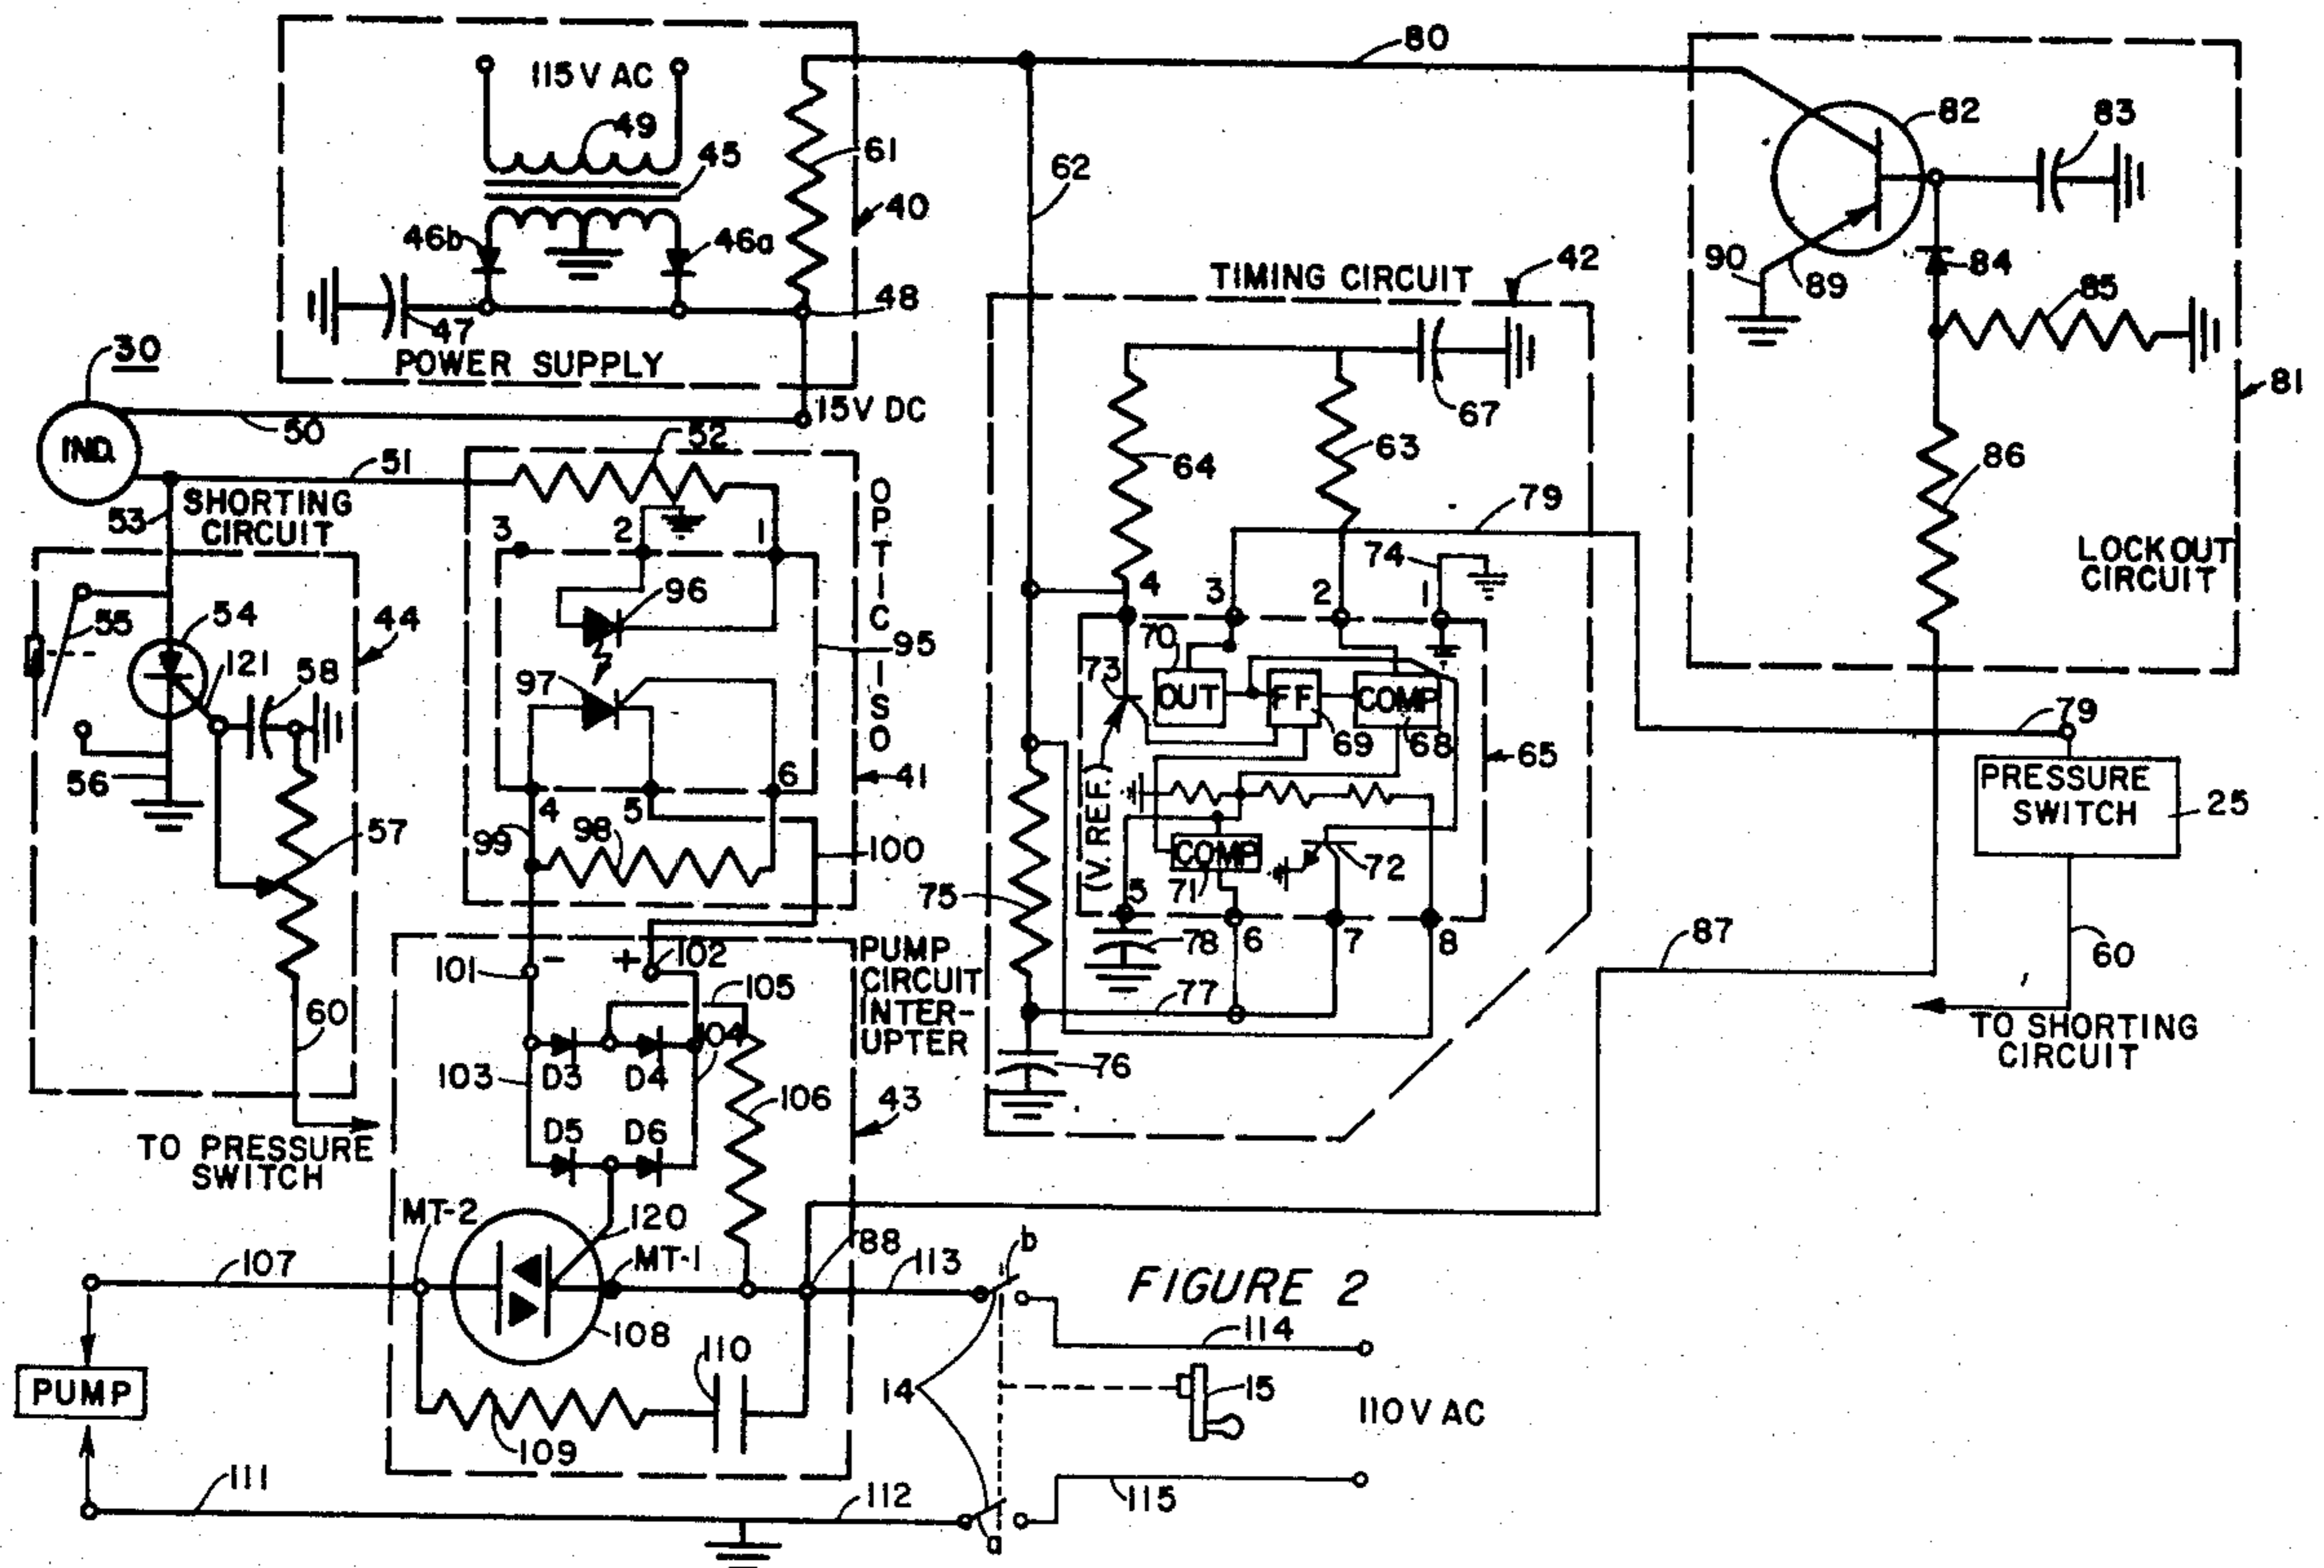 80
115V AC
49
45
61
40
46b
46a
47
48
POWER SUPPLY
15V DC
62
82
83
84
85
86
89
90
81
LOCKOUT
CIRCUIT
30
IND.
50
51
52
53
SHORTING
CIRCUIT
55
54
121
58
44
56
57
60
TO PRESSURE
SWITCH
OPTIC ISO
3
2
1
96
97
95
4
5
6
41
99
98
100
TIMING CIRCUIT
42
67
64
63
79
74
4
3
2
1
70
73
OUT
FF
COMP
69
68
65
(V. REF.)
COMP
71
72
75
5
78
6
7
8
77
76
79
PRESSURE
SWITCH
25
87
60
TO SHORTING
CIRCUIT
101
-
+
102
PUMP
CIRCUIT
INTER-
UPTER
105
104
103
D3
D4
106
43
D5
D6
MT-2
120
MT-1
88
107
113
b
108
110
109
PUMP
14
114
15
110V AC
111
112
115
a
FIGURE 2